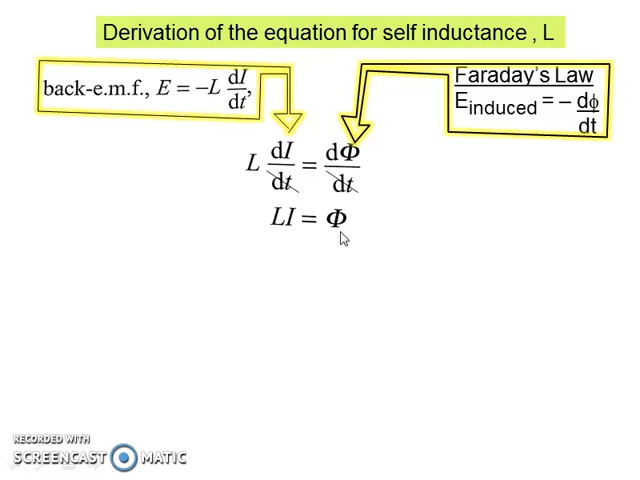 Derivation of the equation for self inductance , L
back-e.m.f., E = −L dI/dt,
Faraday's Law
E induced = – dϕ
dt
L dI/dt = dΦ/dt
LI = Φ
RECORDED WITH
SCREENCAST MATIC